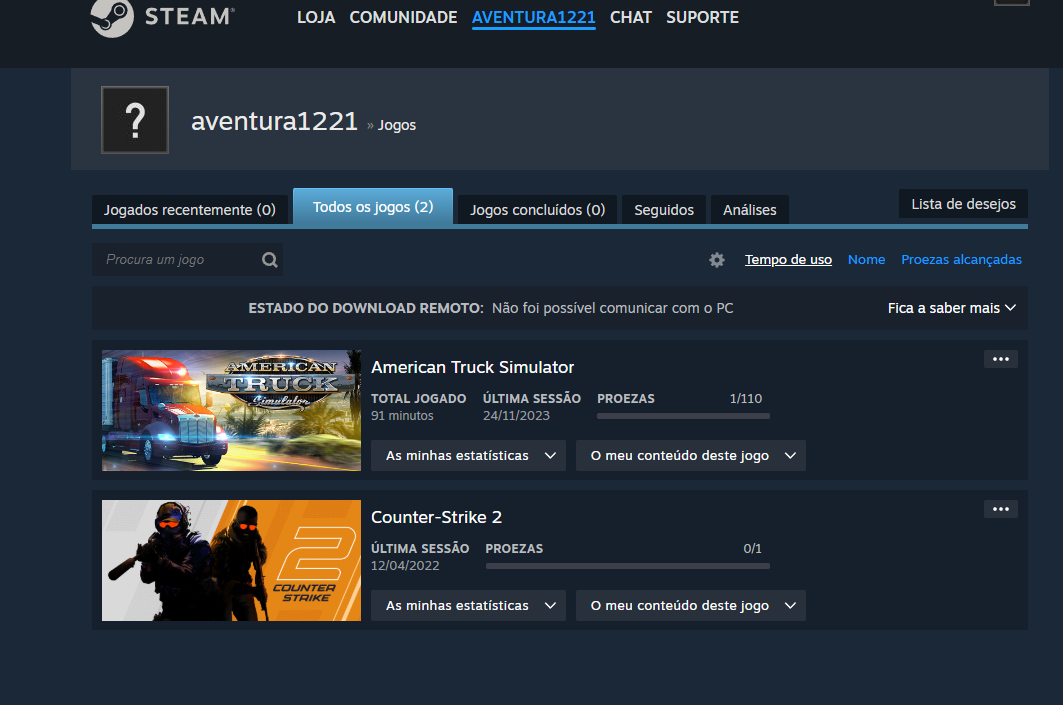 STEAM®
LOJA COMUNIDADE AVENTURA1221 CHAT SUPORTE
?
aventura1221 » Jogos
Jogados recentemente (0) Todos os jogos (2) Jogos concluídos (0) Seguidos Análises Lista de desejos
Procura um jogo Tempo de uso Nome Proezas alcançadas
ESTADO DO DOWNLOAD REMOTO: Não foi possível comunicar com o PC Fica a saber mais
AMERICAN
TRUCK
Simulator
American Truck Simulator
TOTAL JOGADO ÚLTIMA SESSÃO PROEZAS 1/110
91 minutos 24/11/2023
As minhas estatísticas O meu conteúdo deste jogo
2
COUNTER
STRIKE
Counter-Strike 2
ÚLTIMA SESSÃO PROEZAS 0/1
12/04/2022
As minhas estatísticas O meu conteúdo deste jogo